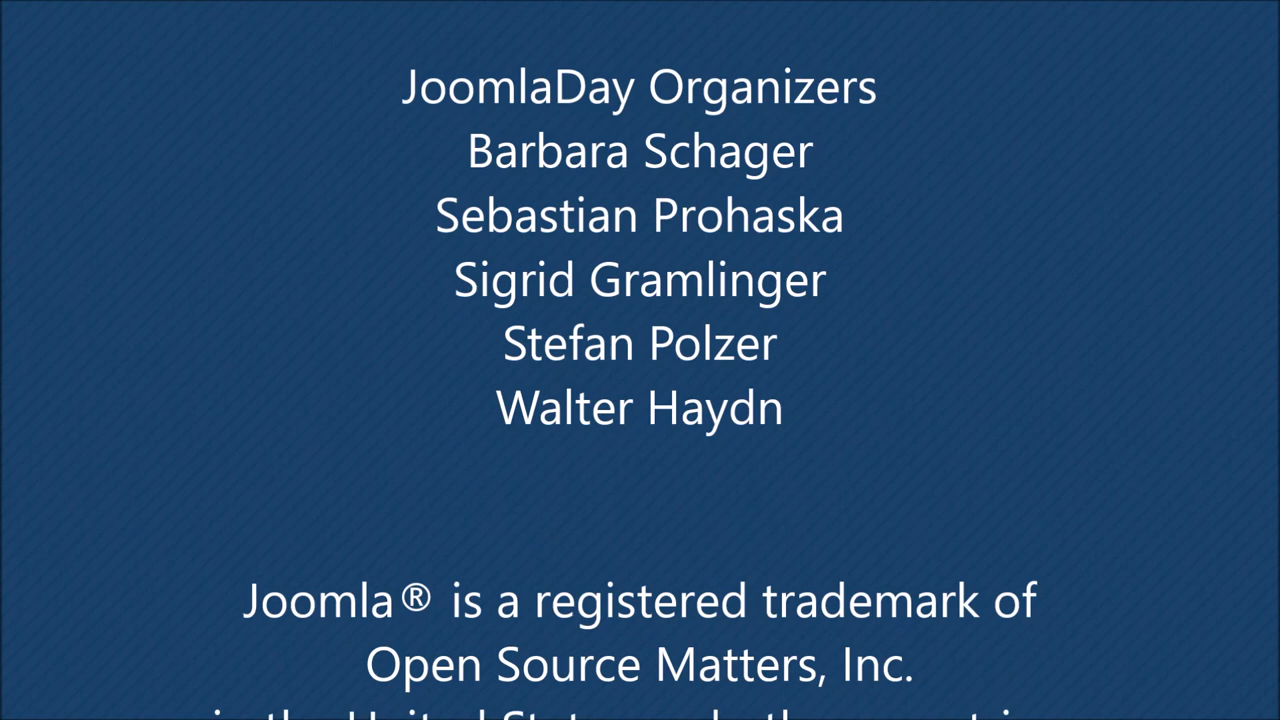 JoomlaDay Organizers
Barbara Schager
Sebastian Prohaska
Sigrid Gramlinger
Stefan Polzer
Walter Haydn
Joomla® is a registered trademark of
Open Source Matters, Inc.